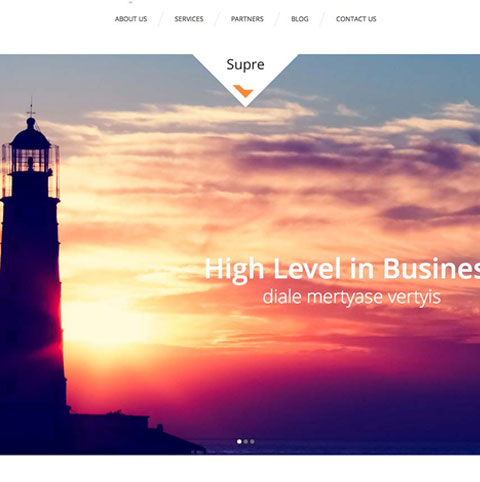 ABOUT US SERVICES PARTNERS BLOG CONTACT US
Supre
High Level in Busines
diale mertyase vertyis